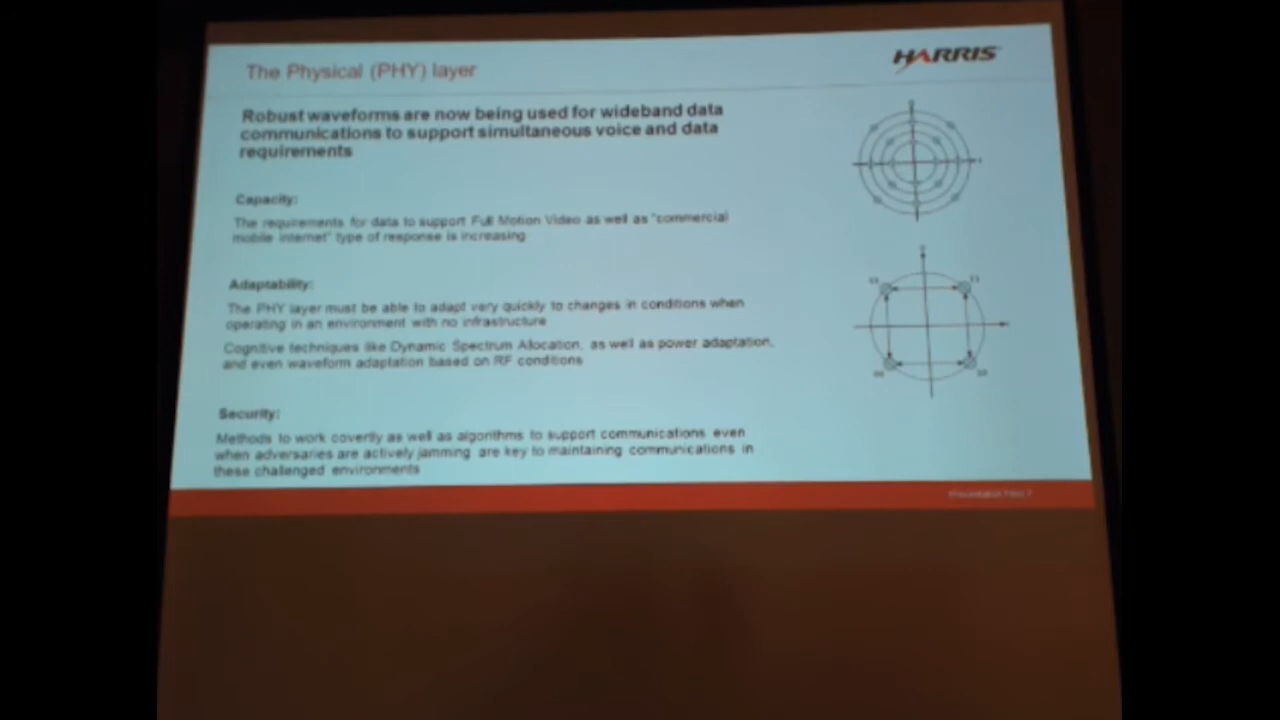 The Physical (PHY) layer
HARRIS
Robust waveforms are now being used for wideband data
communications to support simultaneous voice and data
requirements
Capacity:
The requirements for data to support Full Motion Video as well as "commercial
mobile internet" type of response is increasing
Adaptability:
The PHY layer must be able to adapt very quickly to changes in conditions when
operating in an environment with no infrastructure
Cognitive techniques like Dynamic Spectrum Allocation, as well as power adaptation,
and even waveform adaptation based on RF conditions
Security:
Methods to work covertly as well as algorithms to support communications even
when adversaries are actively jamming are key to maintaining communications in
these challenged environments